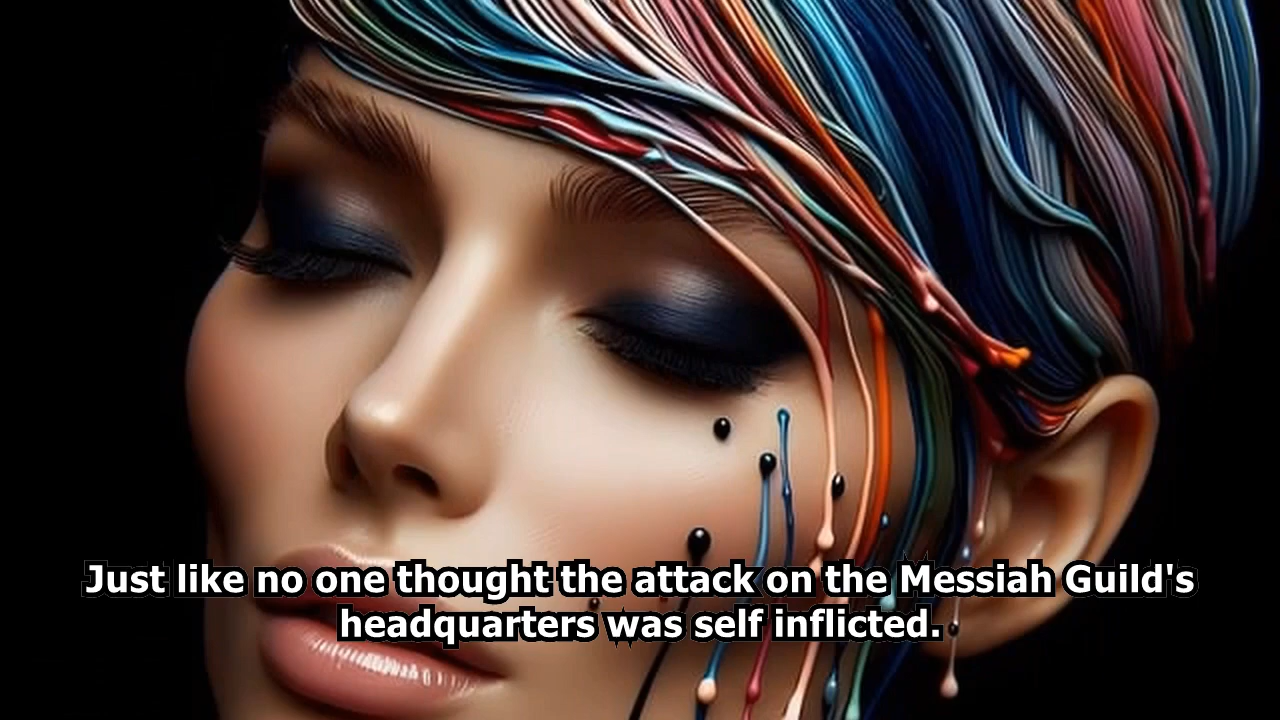 Just like no one thought the attack on the Messiah Guild's
headquarters was self inflicted.